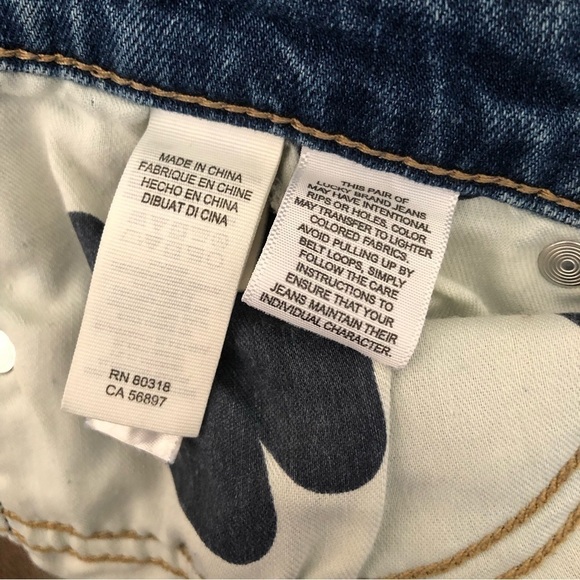 MADE IN CHINA
FABRIQUE EN CHINE
HECHO EN CHINA
DIBUAT DI CINA
RN 80318
CA 56897
THIS PAIR OF
LUCKY BRAND JEANS
MAY HAVE INTENTIONAL
RIPS OR HOLES. COLOR
MAY TRANSFER TO LIGHTER
COLORED FABRICS.
AVOID PULLING UP BY
BELT LOOPS, SIMPLY
FOLLOW THE CARE
INSTRUCTIONS TO
ENSURE THAT YOUR
JEANS MAINTAIN THEIR
INDIVIDUAL CHARACTER.